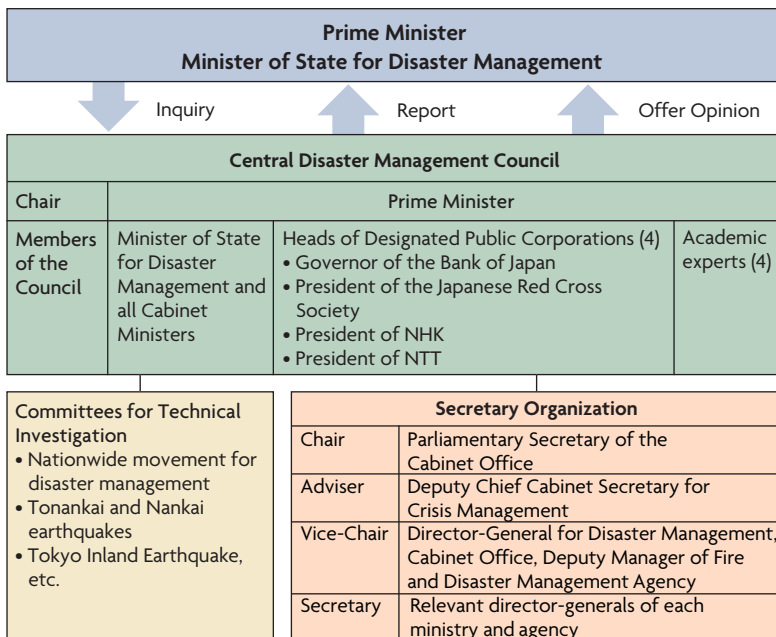 Prime Minister
Minister of State for Disaster Management
Inquiry
Report
Offer Opinion
Central Disaster Management Council
Chair
Prime Minister
Members
of the
Council
Minister of State
for Disaster
Management and
all Cabinet
Ministers
Heads of Designated Public Corporations (4)
• Governor of the Bank of Japan
• President of the Japanese Red Cross
Society
• President of NHK
• President of NTT
Academic
experts (4)
Committees for Technical
Investigation
• Nationwide movement for
disaster management
• Tonankai and Nankai
earthquakes
• Tokyo Inland Earthquake,
etc.
Secretary Organization
Chair
Parliamentary Secretary of the
Cabinet Office
Adviser
Deputy Chief Cabinet Secretary for
Crisis Management
Vice-Chair
Director-General for Disaster Management,
Cabinet Office, Deputy Manager of Fire
and Disaster Management Agency
Secretary
Relevant director-generals of each
ministry and agency